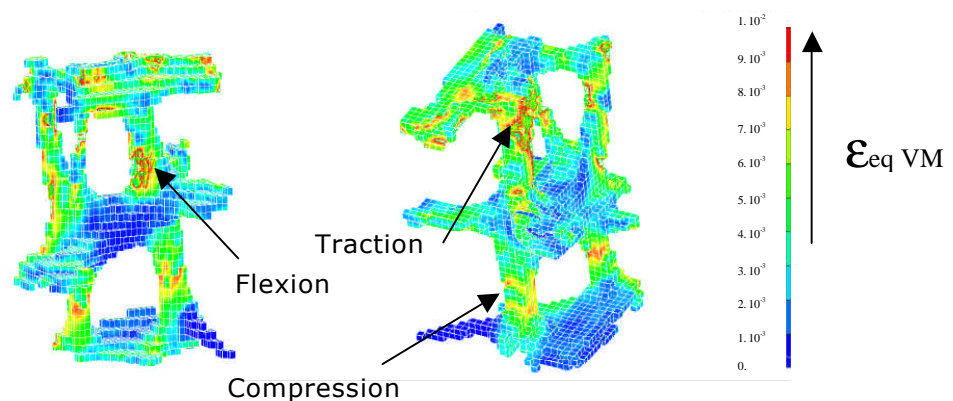 Flexion
Traction
Compression
1. 10-²
9. 10-³
8. 10-³
7. 10-³
6. 10-³
5. 10-³
4. 10-³
3. 10-³
2. 10-³
1. 10-³
0.
εeq VM